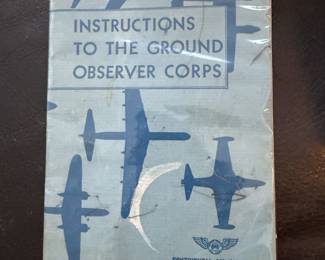 INSTRUCTIONS
TO THE GROUND
OBSERVER CORPS